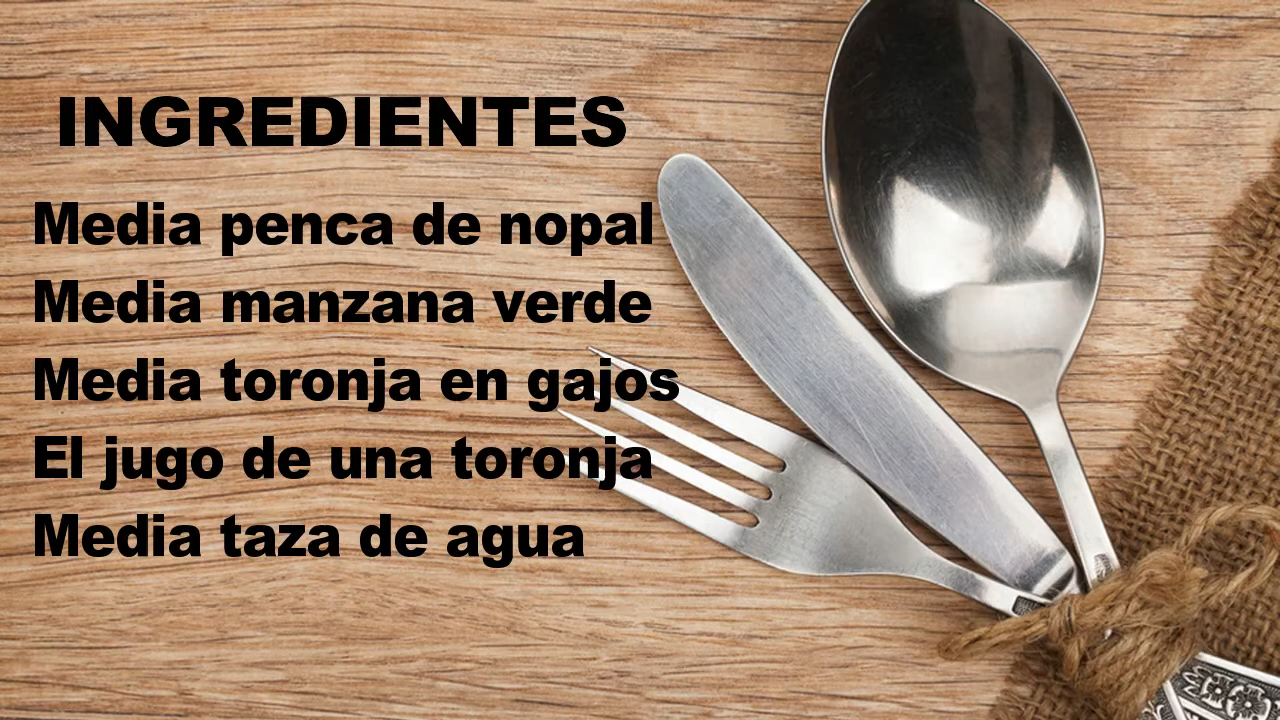 INGREDIENTES
Media penca de nopal
Media manzana verde
Media toronja en gajos
El jugo de una toronja
Media taza de agua